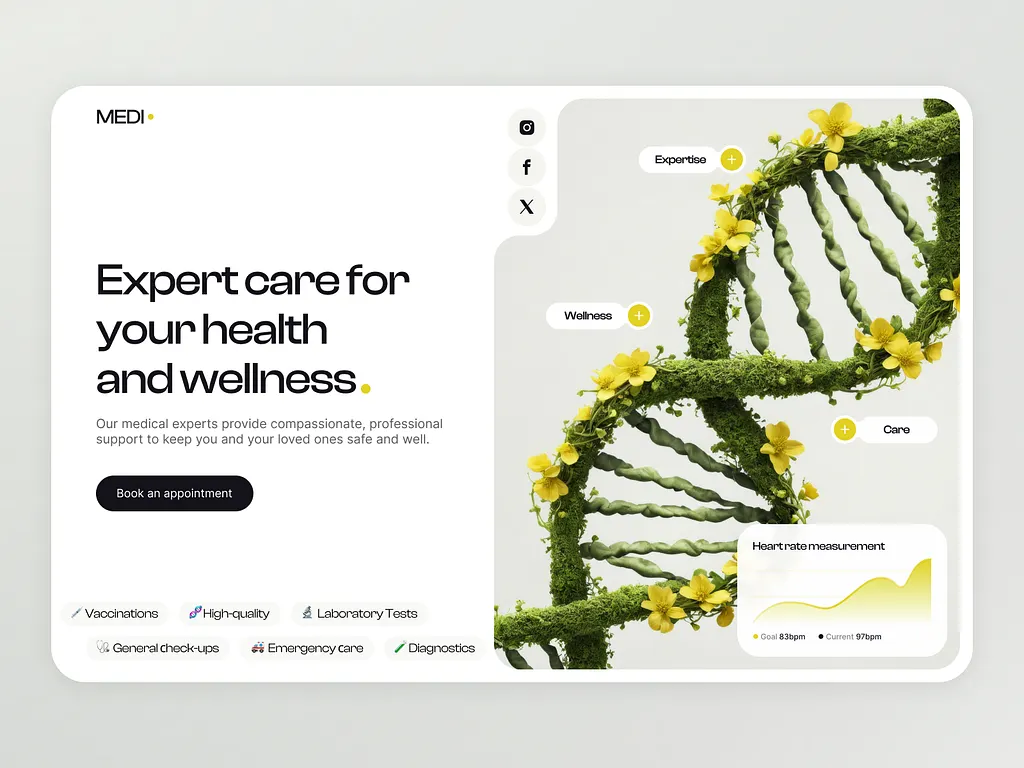 MEDI
Expert care for
your health
and wellness.
Our medical experts provide compassionate, professional
support to keep you and your loved ones safe and well.
Book an appointment
Vaccinations
High-quality
Laboratory Tests
General check-ups
Emergency care
Diagnostics
Expertise
Wellness
Care
Heart rate measurement
Goal 83bpm
Current 97bpm